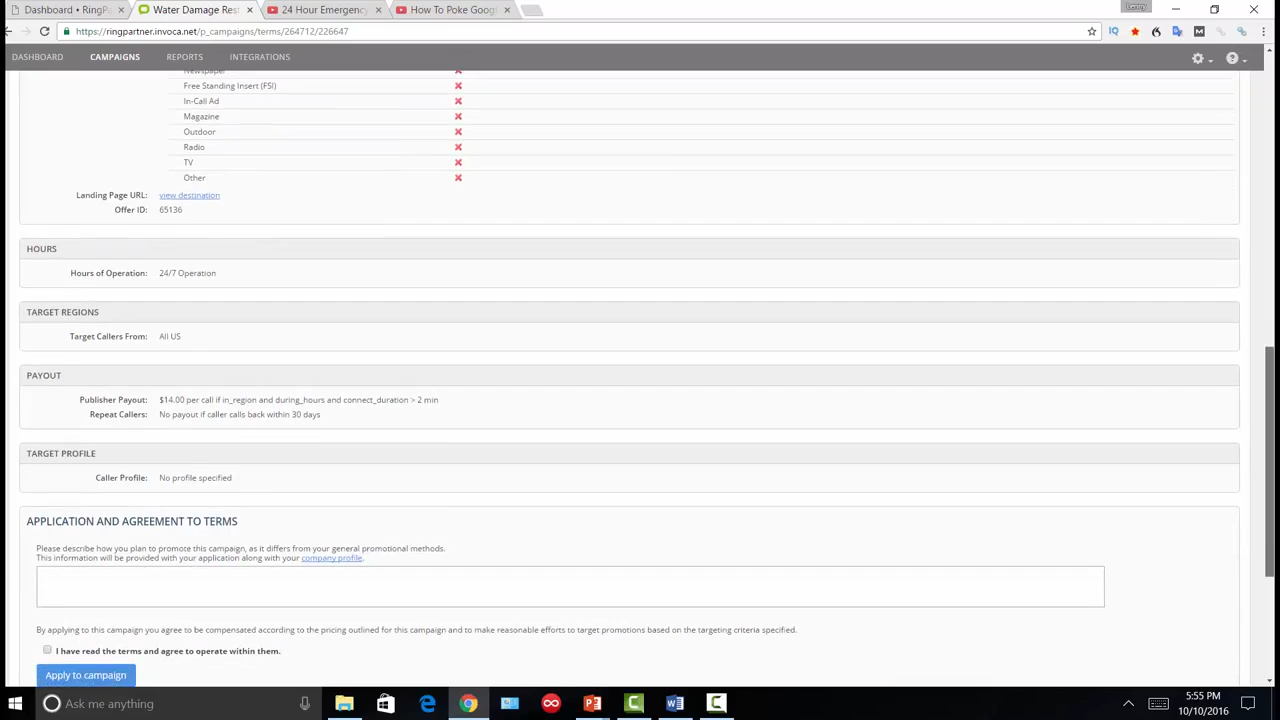 Dashboard • RingPa
Water Damage Rest
24 Hour Emergency
How To Poke Googl
https://ringpartner.invoca.net/p_campaigns/terms/264712/226647
DASHBOARD
CAMPAIGNS
REPORTS
INTEGRATIONS
Newspaper
Free Standing Insert (FSI)
In-Call Ad
Magazine
Outdoor
Radio
TV
Other
Landing Page URL: view destination
Offer ID: 65136
HOURS
Hours of Operation: 24/7 Operation
TARGET REGIONS
Target Callers From: All US
PAYOUT
Publisher Payout: $14.00 per call if in_region and during_hours and connect_duration > 2 min
Repeat Callers: No payout if caller calls back within 30 days
TARGET PROFILE
Caller Profile: No profile specified
APPLICATION AND AGREEMENT TO TERMS
Please describe how you plan to promote this campaign, as it differs from your general promotional methods.
This information will be provided with your application along with your company profile.
By applying to this campaign you agree to be compensated according to the pricing outlined for this campaign and to make reasonable efforts to target promotions based on the targeting criteria specified.
I have read the terms and agree to operate within them.
Apply to campaign
Ask me anything
5:55 PM
10/10/2016